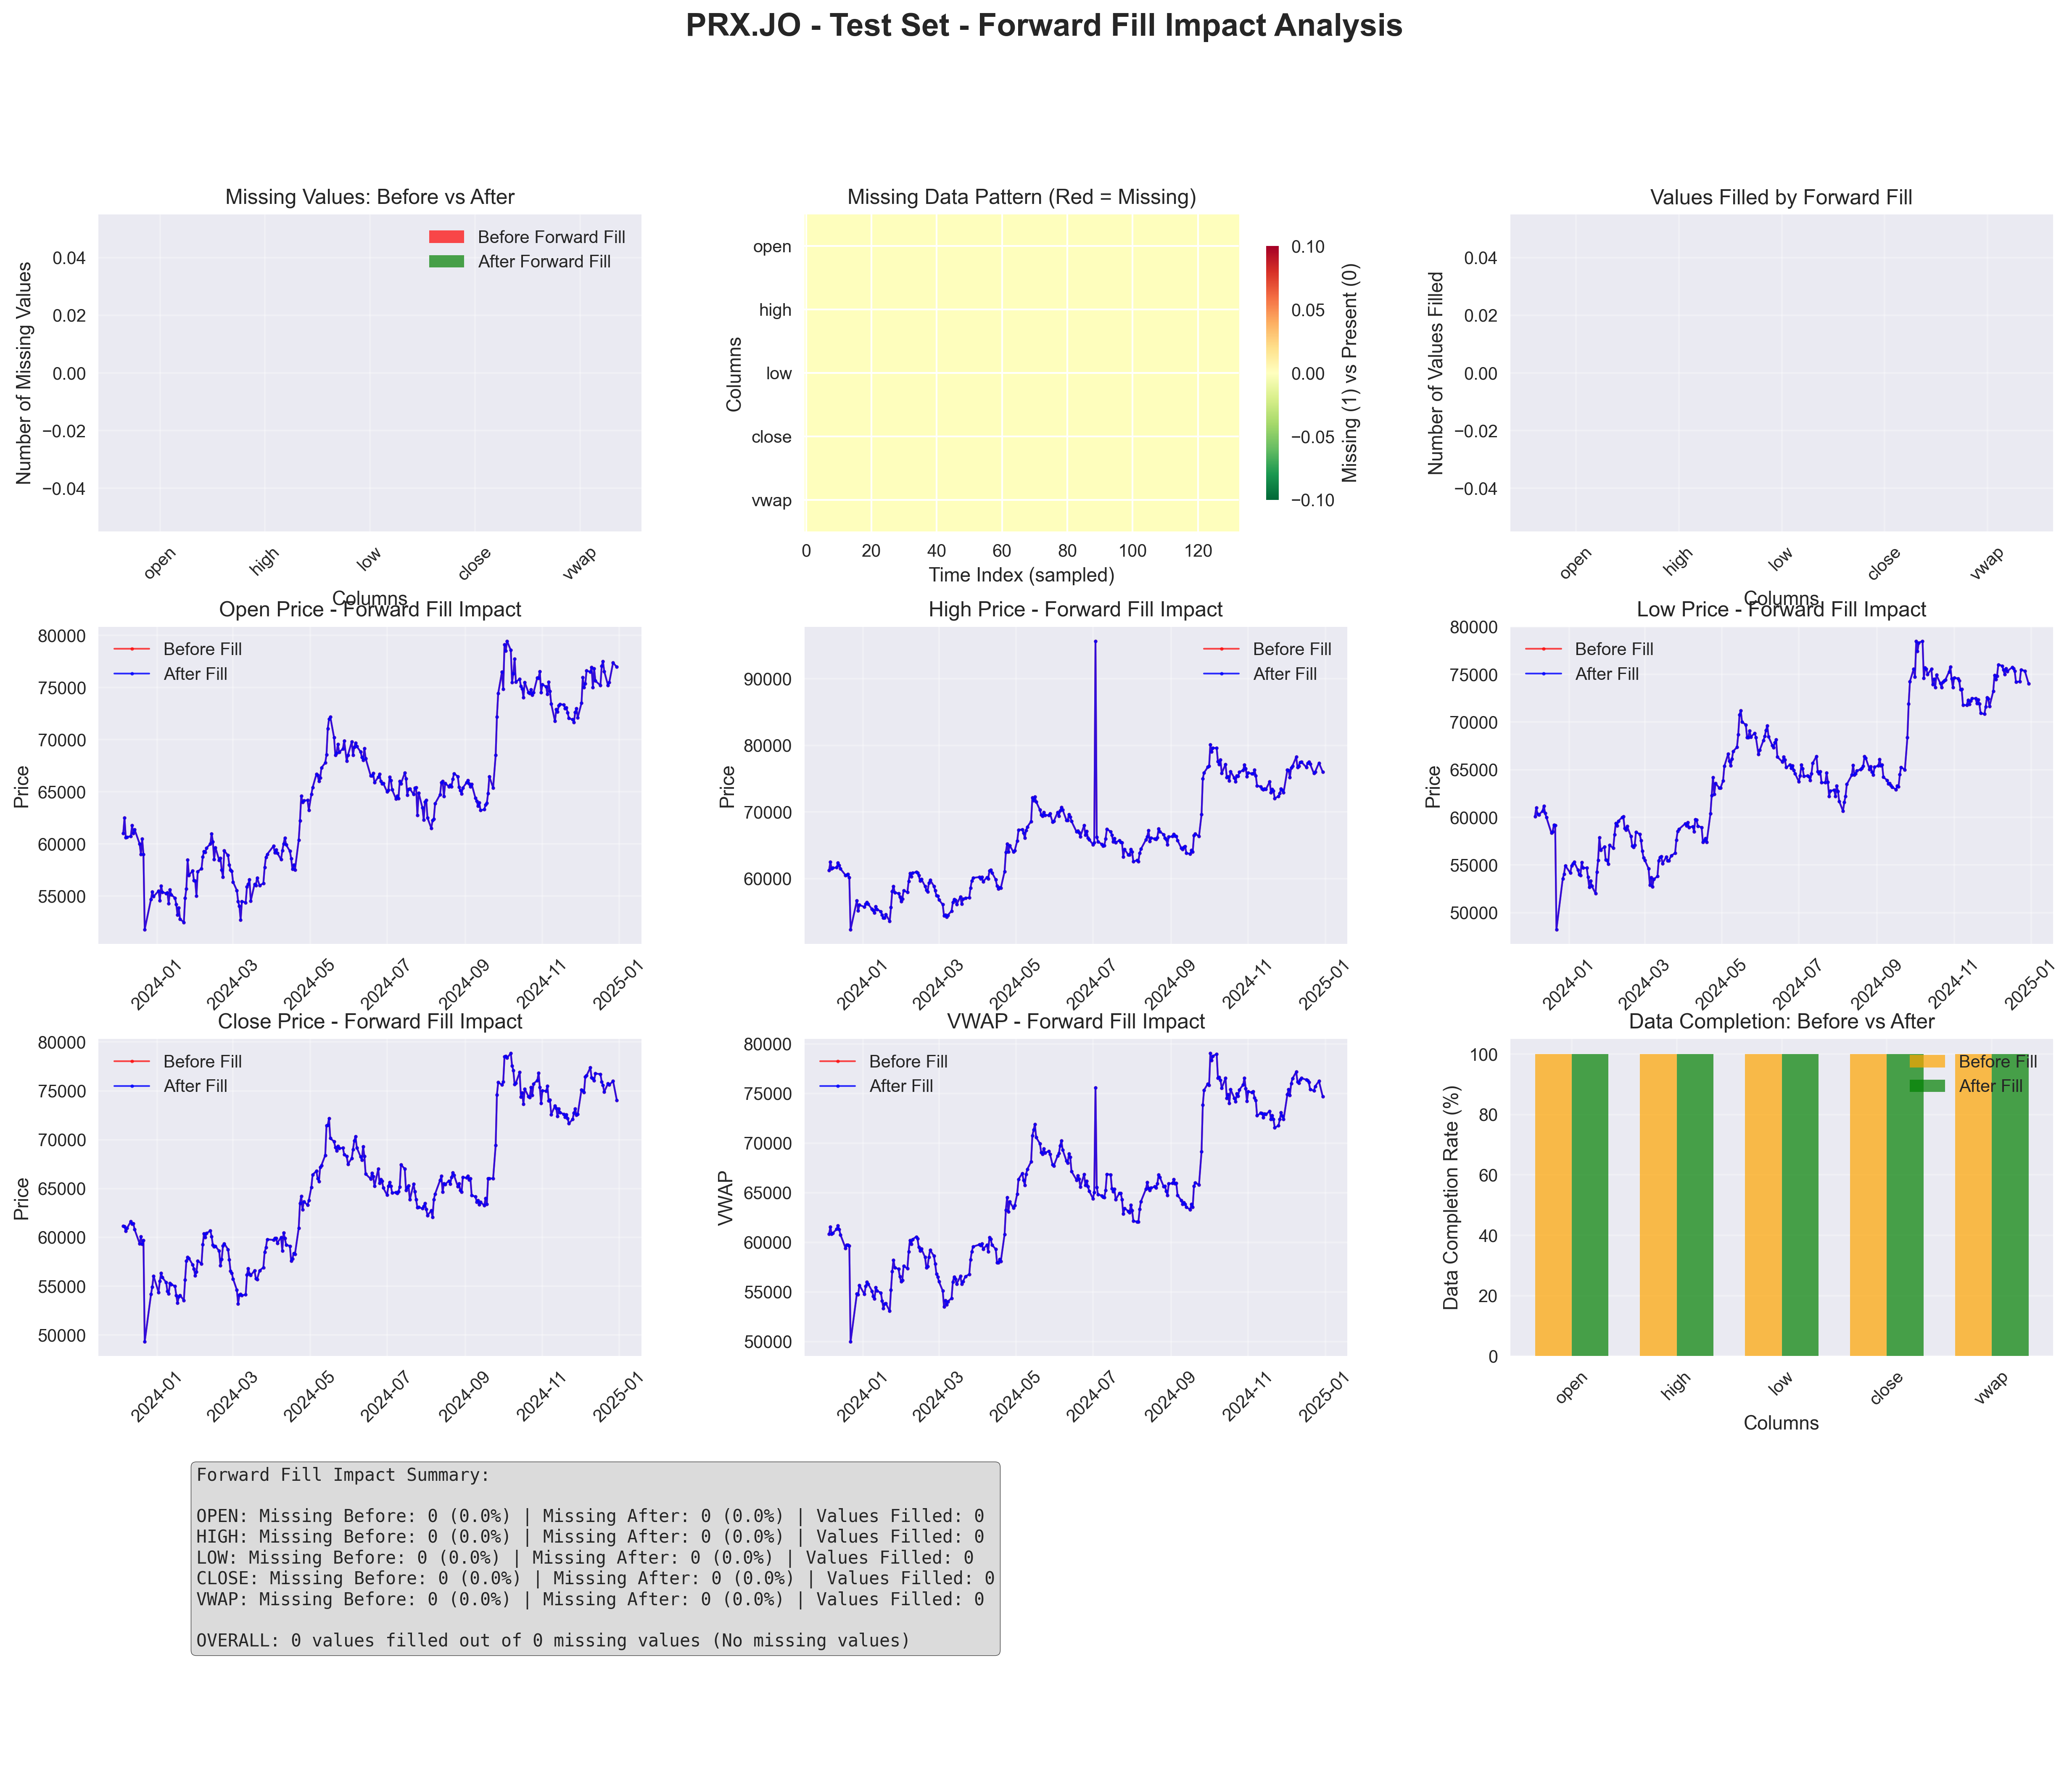 PRX.JO - Test Set - Forward Fill Impact Analysis
Missing Values: Before vs After
Number of Missing Values
0.04
0.02
0.00
−0.02
−0.04
Before Forward Fill
After Forward Fill
open
high
low
close
vwap
Columns
Missing Data Pattern (Red = Missing)
Columns
open
high
low
close
vwap
0
20
40
60
80
100
120
Time Index (sampled)
0.10
0.05
0.00
−0.05
−0.10
Missing (1) vs Present (0)
Values Filled by Forward Fill
Number of Values Filled
0.04
0.02
0.00
−0.02
−0.04
open
high
low
close
vwap
Columns
Open Price - Forward Fill Impact
Price
80000
75000
70000
65000
60000
55000
Before Fill
After Fill
2024-01
2024-03
2024-05
2024-07
2024-09
2024-11
2025-01
High Price - Forward Fill Impact
Price
90000
80000
70000
60000
Before Fill
After Fill
2024-01
2024-03
2024-05
2024-07
2024-09
2024-11
2025-01
Low Price - Forward Fill Impact
Price
80000
75000
70000
65000
60000
55000
50000
Before Fill
After Fill
2024-01
2024-03
2024-05
2024-07
2024-09
2024-11
2025-01
Close Price - Forward Fill Impact
Price
80000
75000
70000
65000
60000
55000
50000
Before Fill
After Fill
2024-01
2024-03
2024-05
2024-07
2024-09
2024-11
2025-01
VWAP - Forward Fill Impact
VWAP
80000
75000
70000
65000
60000
55000
50000
Before Fill
After Fill
2024-01
2024-03
2024-05
2024-07
2024-09
2024-11
2025-01
Data Completion: Before vs After
Data Completion Rate (%)
100
80
60
40
20
0
Before Fill
After Fill
open
high
low
close
vwap
Columns
Forward Fill Impact Summary:
OPEN: Missing Before: 0 (0.0%) | Missing After: 0 (0.0%) | Values Filled: 0
HIGH: Missing Before: 0 (0.0%) | Missing After: 0 (0.0%) | Values Filled: 0
LOW: Missing Before: 0 (0.0%) | Missing After: 0 (0.0%) | Values Filled: 0
CLOSE: Missing Before: 0 (0.0%) | Missing After: 0 (0.0%) | Values Filled: 0
VWAP: Missing Before: 0 (0.0%) | Missing After: 0 (0.0%) | Values Filled: 0
OVERALL: 0 values filled out of 0 missing values (No missing values)